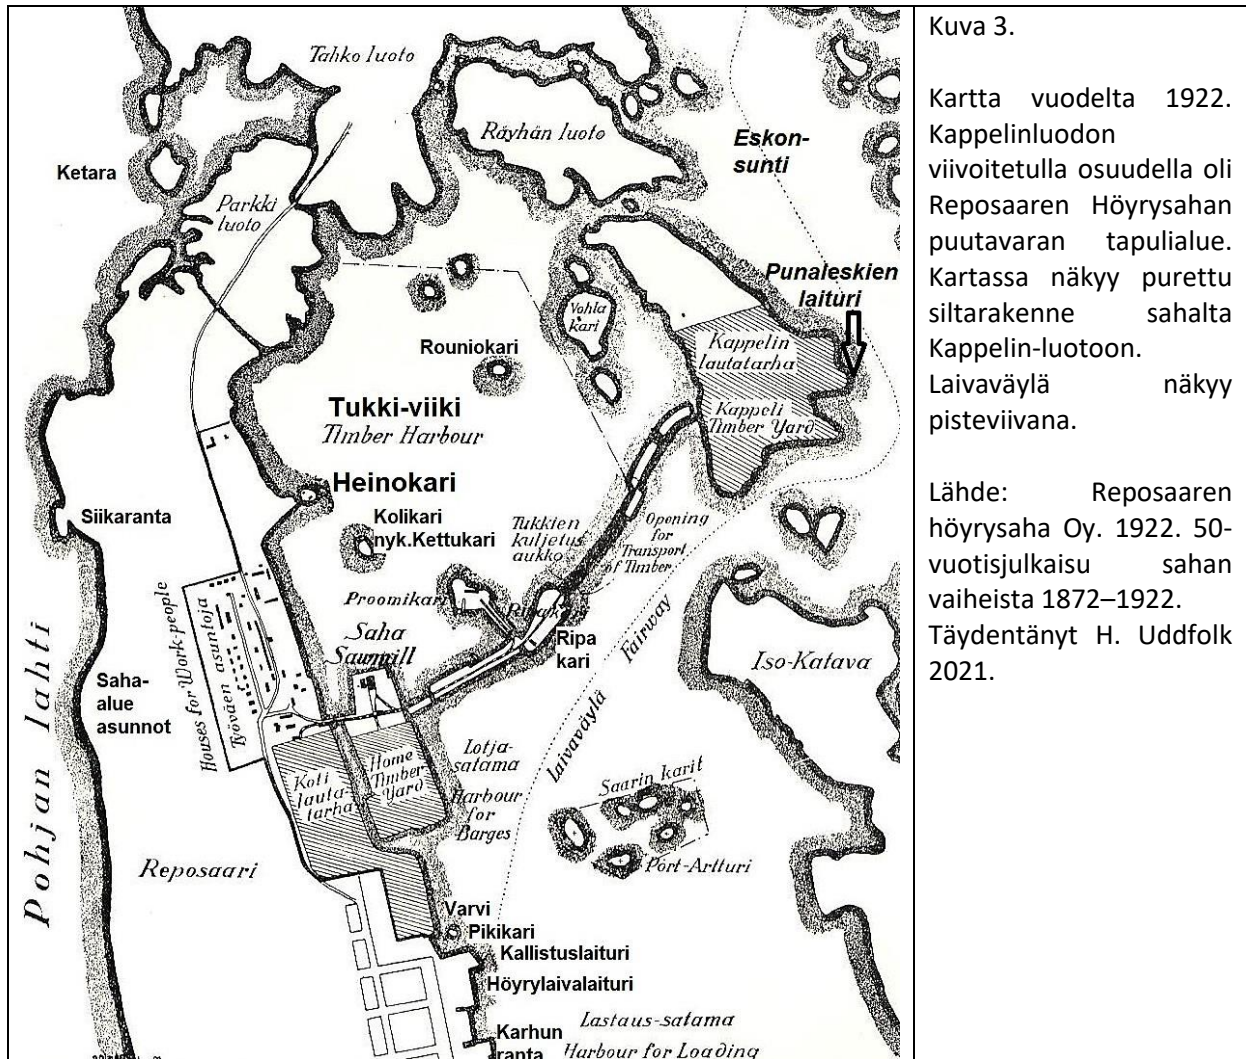 Tahko luoto
Ketara
Parkki
luoto
Räyhän luoto
Eskon-
sunti
Punaleskien
laituri
Vohla
kari
Kappelin
lautatarha
Kappeli
Timber Yard
Rouniokari
Tukki-viiki
Timber Harbour
Heinokari
Siikaranta
Kolikari
nyk.Kettukari
Tukkien
kuljetus
aukko
Opening
for
Transport
of Timber
Proomikari
Ripa
kari
Saha
Sawmill
Fairway
Laivaväylä
Iso-Katava
Pohjan lahti
Saha-
alue
asunnot
Houses for Work-people
Työväen asuntoja
Koti
lauta-
tarha
Home
Timber
Yard
Lotja-
satama
Harbour
for
Barges
Saarin karit
Port-Artturi
Reposaari
Varvi
Pikikari
Kallistuslaituri
Höyrylaivalaituri
Karhun
ranta
Lastaus-satama
Harbour for Loading
Kuva 3.
Kartta vuodelta 1922.
Kappelinluodon
viivoitetulla osuudella oli
Reposaaren Höyrysahan
puutavaran tapulialue.
Kartassa näkyy purettu
siltarakenne sahalta
Kappelin-luotoon.
Laivaväylä näkyy
pisteviivana.
Lähde: Reposaaren
höyrysaha Oy. 1922. 50-
vuotisjulkaisu sahan
vaiheista 1872–1922.
Täydentänyt H. Uddfolk
2021.